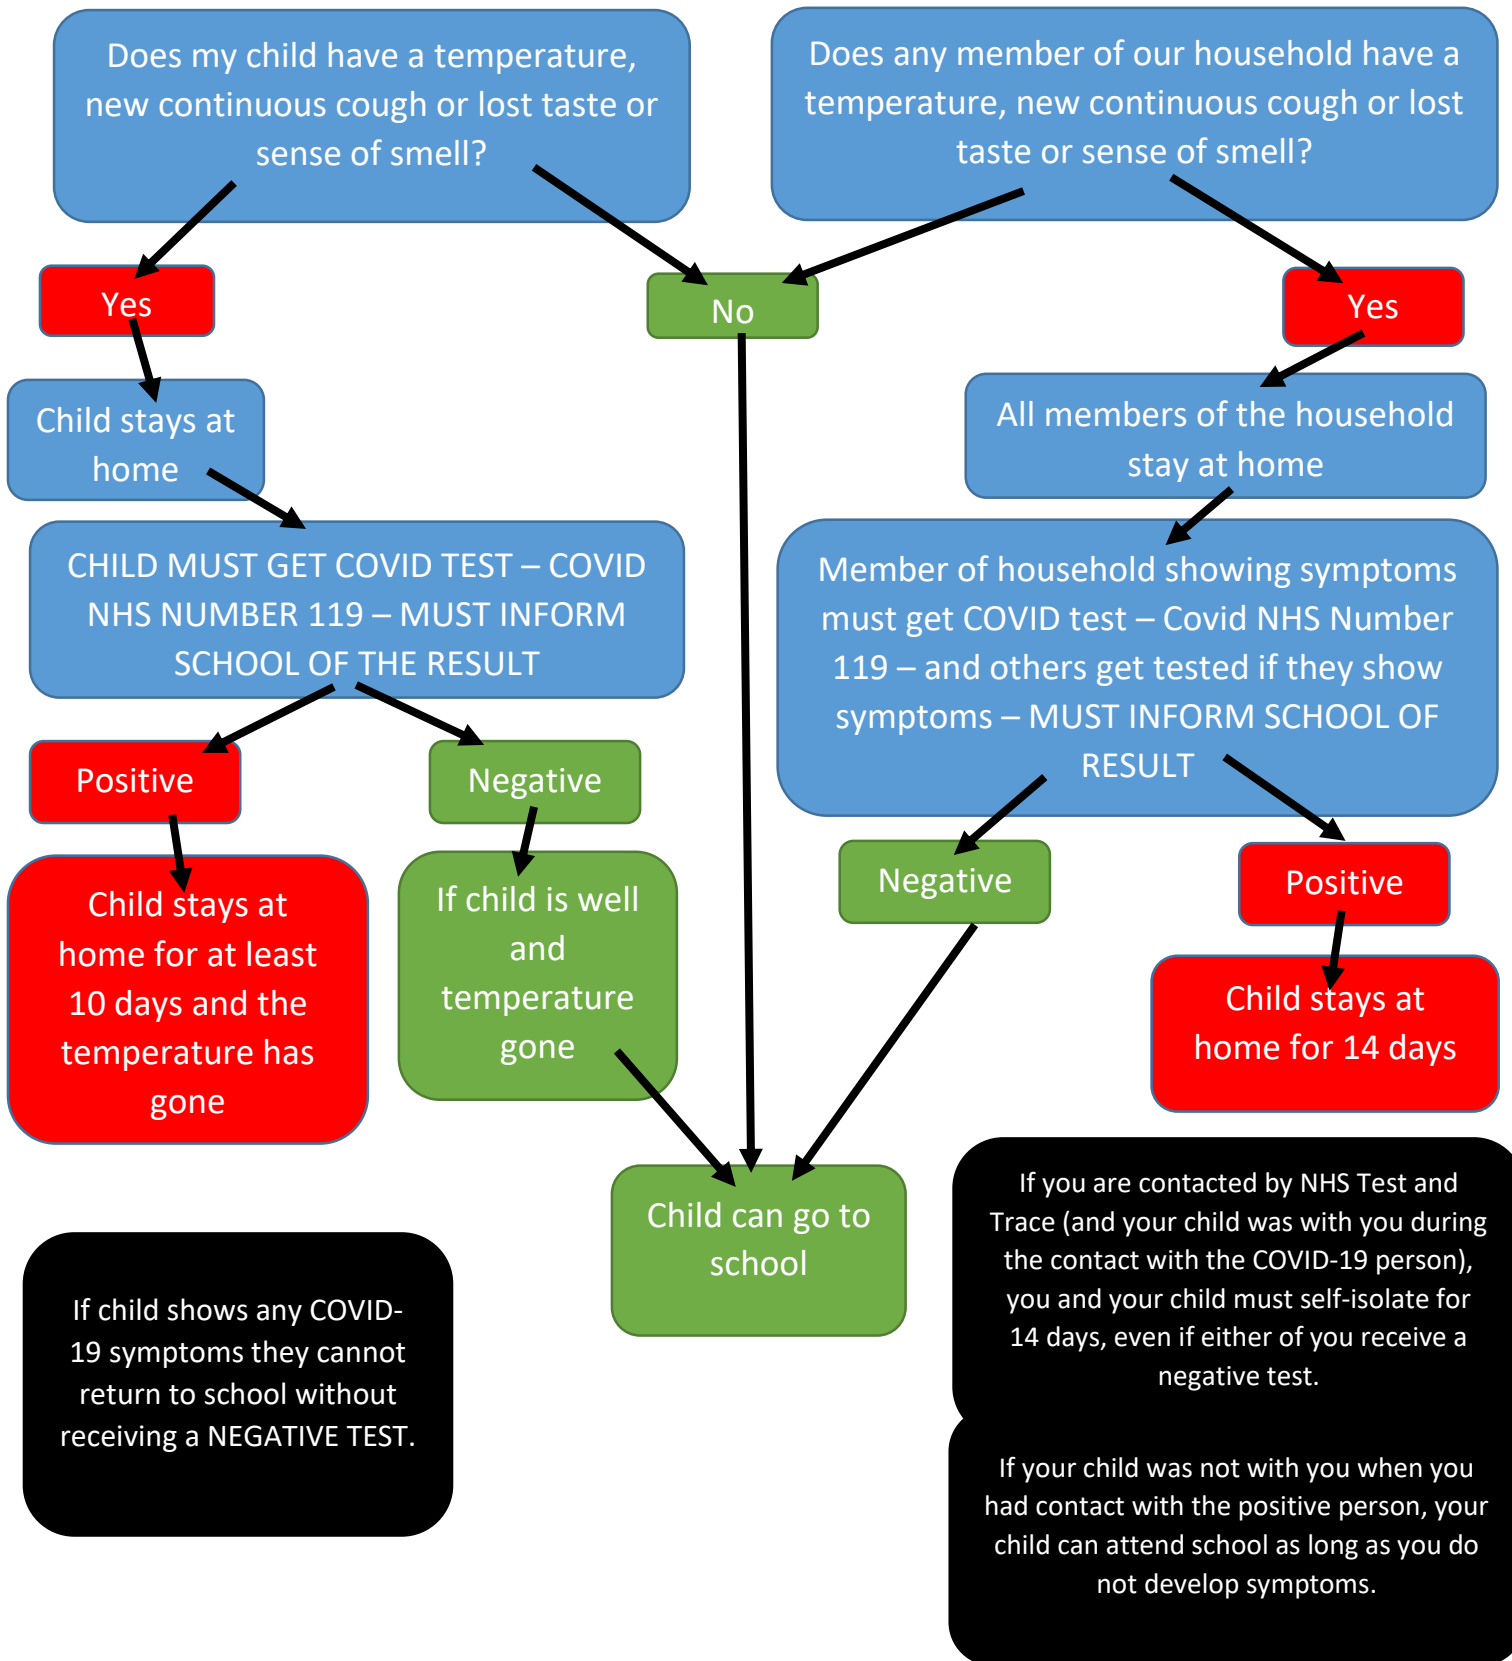 Does my child have a temperature,
new continuous cough or lost taste or
sense of smell?
Does any member of our household have a
temperature, new continuous cough or lost
taste or sense of smell?
Yes
No
Yes
Child stays at
home
All members of the household
stay at home
CHILD MUST GET COVID TEST – COVID
NHS NUMBER 119 – MUST INFORM
SCHOOL OF THE RESULT
Member of household showing symptoms
must get COVID test – Covid NHS Number
119 – and others get tested if they show
symptoms – MUST INFORM SCHOOL OF
RESULT
Positive
Negative
Negative
Positive
Child stays at
home for at least
10 days and the
temperature has
gone
If child is well
and
temperature
gone
Child stays at
home for 14 days
Child can go to
school
If child shows any COVID-
19 symptoms they cannot
return to school without
receiving a NEGATIVE TEST.
If you are contacted by NHS Test and
Trace (and your child was with you during
the contact with the COVID-19 person),
you and your child must self-isolate for
14 days, even if either of you receive a
negative test.
If your child was not with you when you
had contact with the positive person, your
child can attend school as long as you do
not develop symptoms.